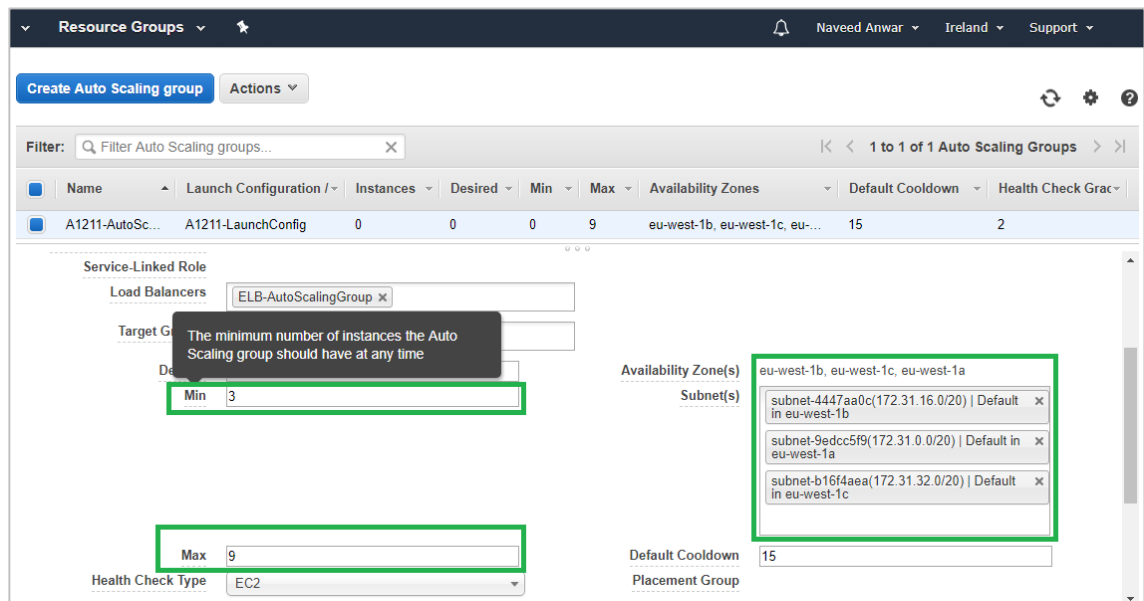 Resource Groups
Naveed Anwar
Ireland
Support
Create Auto Scaling group
Actions
Filter:
Filter Auto Scaling groups...
1 to 1 of 1 Auto Scaling Groups
Name
Launch Configuration /
Instances
Desired
Min
Max
Availability Zones
Default Cooldown
Health Check Grac
A1211-AutoSc...
A1211-LaunchConfig
0
0
0
9
eu-west-1b, eu-west-1c, eu-...
15
2
Service-Linked Role
Load Balancers
ELB-AutoScalingGroup ×
Target G
The minimum number of instances the Auto
Scaling group should have at any time
De
Min
3
Availability Zone(s)
eu-west-1b, eu-west-1c, eu-west-1a
Subnet(s)
subnet-4447aa0c(172.31.16.0/20) | Default ×
in eu-west-1b
subnet-9edcc5f9(172.31.0.0/20) | Default in ×
eu-west-1a
subnet-b16f4aea(172.31.32.0/20) | Default ×
in eu-west-1c
Max
9
Default Cooldown
15
Health Check Type
EC2
Placement Group